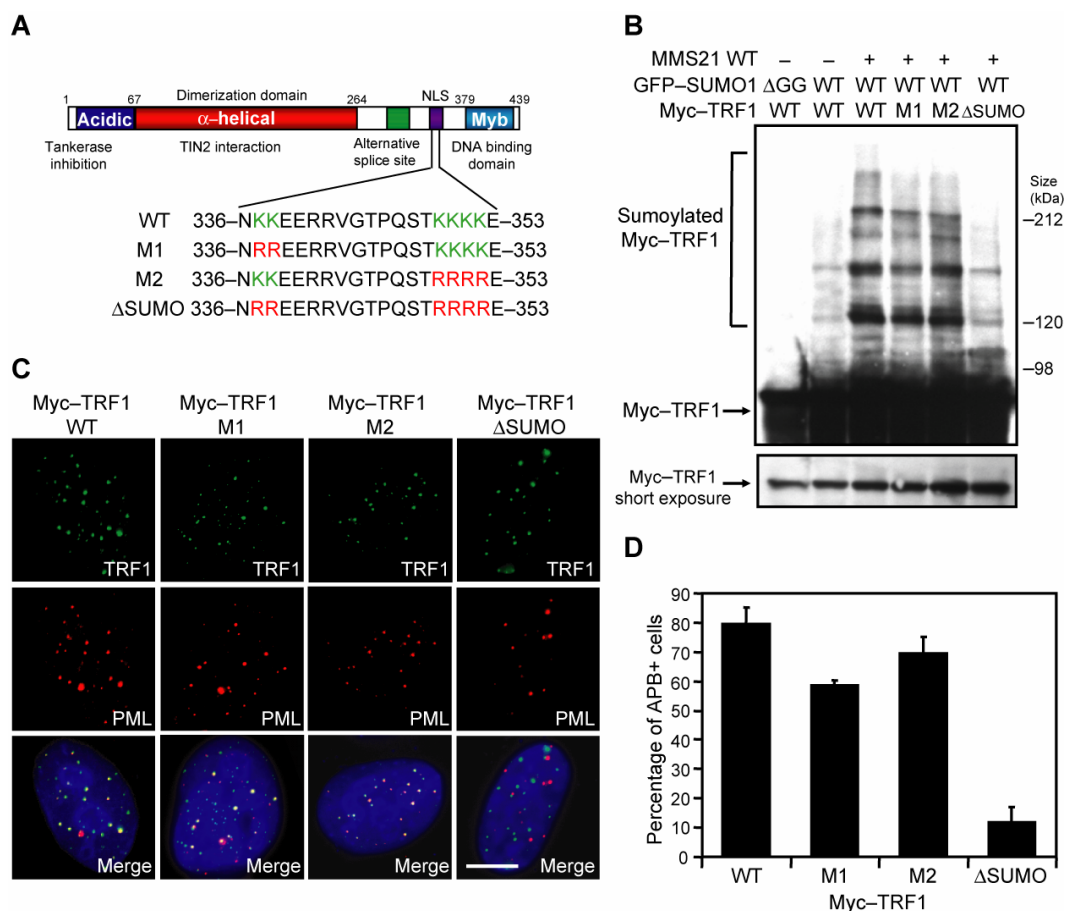 A
1 67 Dimerization domain 264 NLS 379 439
Acidic α–helical Myb
Tankerase inhibition
TIN2 interaction
Alternative splice site
DNA binding domain
WT 336–NKKEERRVGTPQSTKKKKE–353
M1 336–NRREERRVGTPQSTKKKKE–353
M2 336–NKKEERRVGTPQSTRRRRE–353
ΔSUMO 336–NRREERRVGTPQSTRRRRE–353
B
MMS21 WT – – + + + +
GFP–SUMO1 ΔGG WT WT WT WT WT
Myc–TRF1 WT WT WT M1 M2 ΔSUMO
Sumoylated
Myc–TRF1
Size
(kDa)
–212
–120
–98
Myc–TRF1
Myc–TRF1
short exposure
C
Myc–TRF1 Myc–TRF1 Myc–TRF1 Myc–TRF1
WT M1 M2 ΔSUMO
TRF1 TRF1 TRF1 TRF1
PML PML PML PML
Merge Merge Merge Merge
D
Percentage of APB+ cells
90
80
70
60
50
40
30
20
10
0
WT M1 M2 ΔSUMO
Myc–TRF1